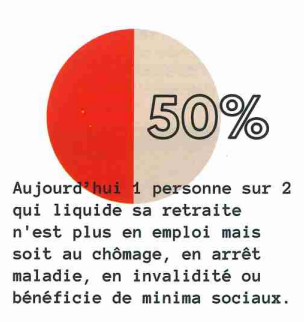 50%
Aujourd'hui 1 personne sur 2
qui liquide sa retraite
n'est plus en emploi mais
soit au chômage, en arrêt
maladie, en invalidité ou
bénéficie de minima sociaux.